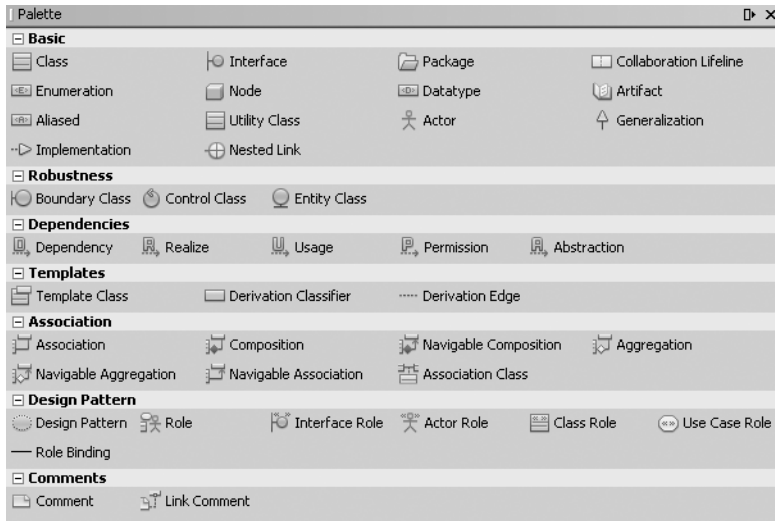 Palette
Basic
Class Interface Package Collaboration Lifeline
Enumeration Node Datatype Artifact
Aliased Utility Class Actor Generalization
Implementation Nested Link
Robustness
Boundary Class Control Class Entity Class
Dependencies
Dependency Realize Usage Permission Abstraction
Templates
Template Class Derivation Classifier Derivation Edge
Association
Association Composition Navigable Composition Aggregation
Navigable Aggregation Navigable Association Association Class
Design Pattern
Design Pattern Role Interface Role Actor Role Class Role Use Case Role
Role Binding
Comments
Comment Link Comment